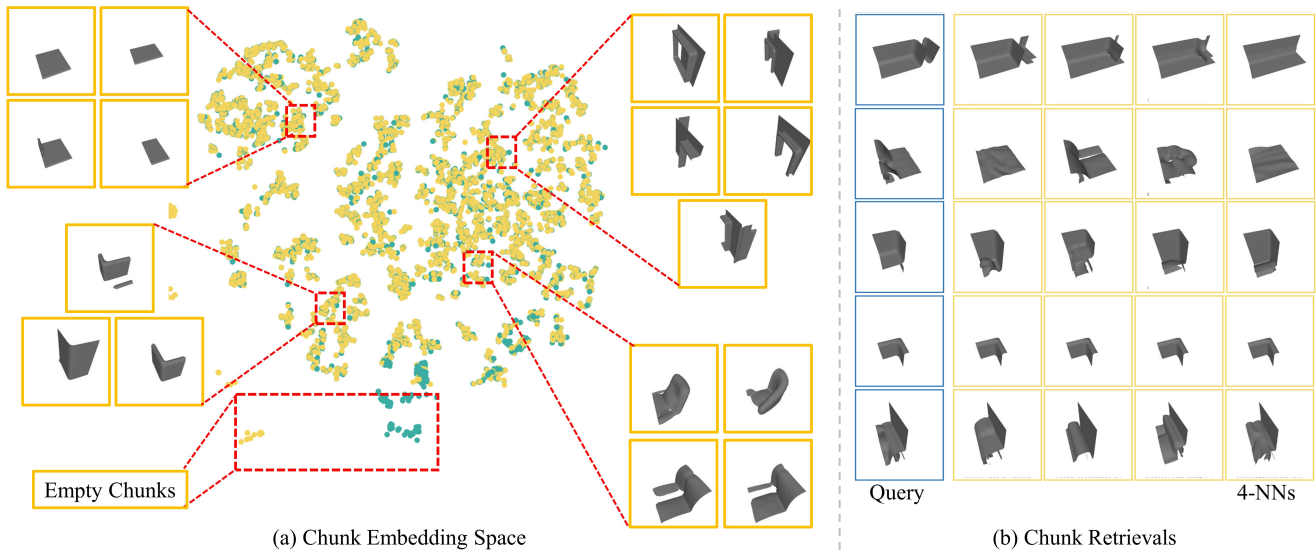 Empty Chunks
(a) Chunk Embedding Space
Query
4-NNs
(b) Chunk Retrievals